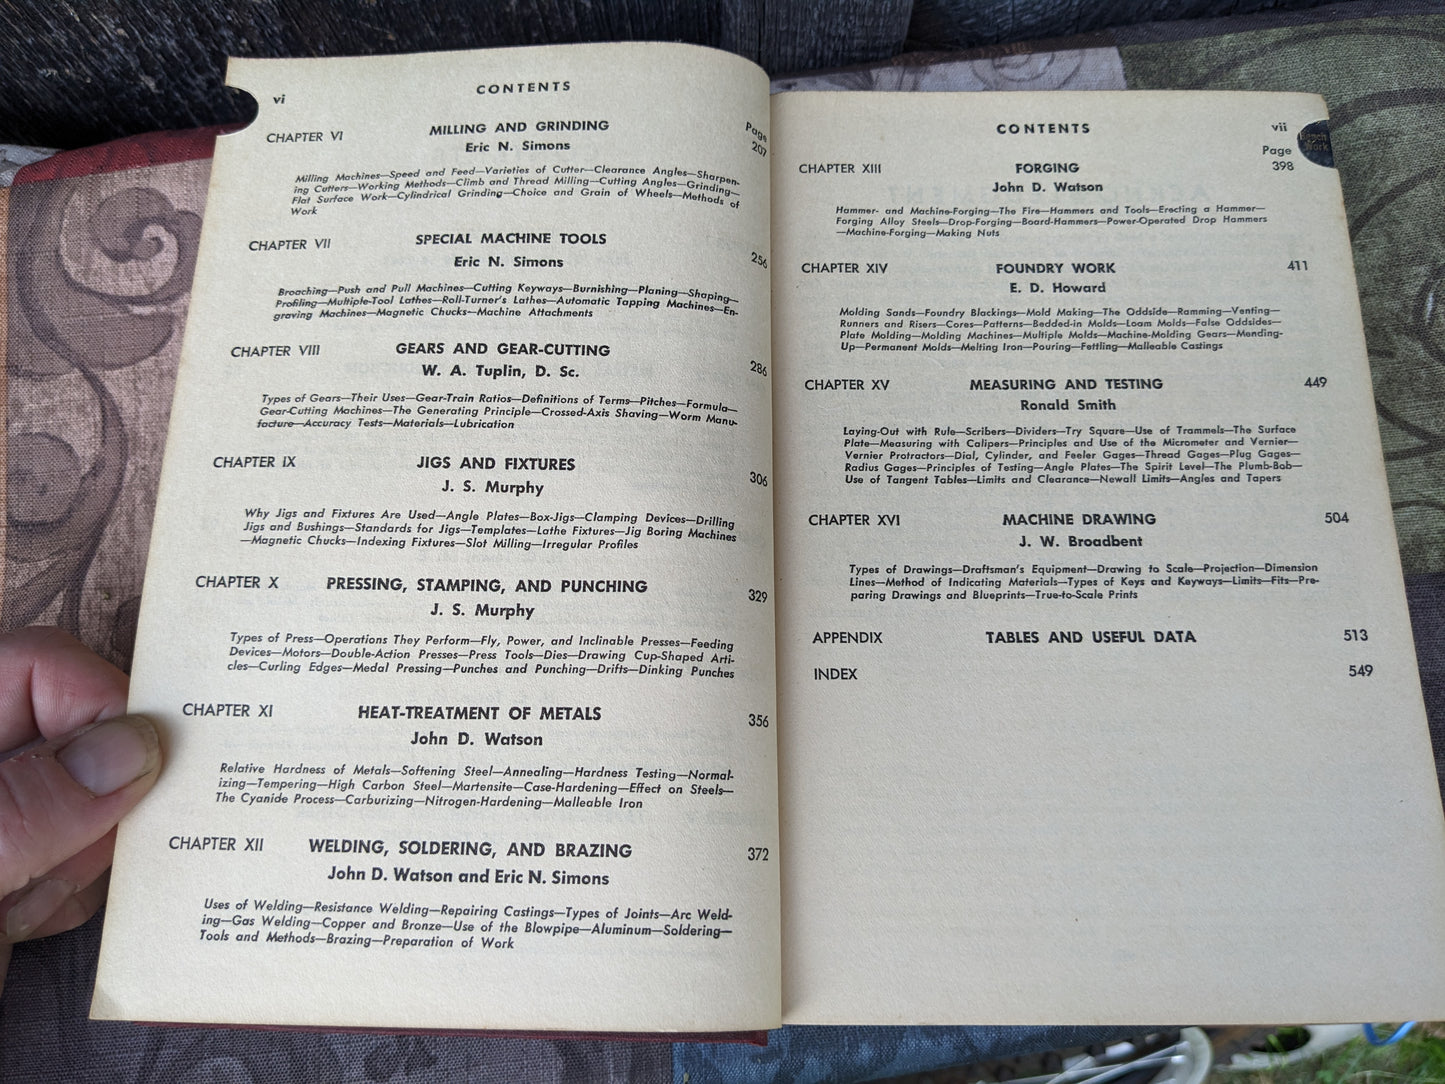 vi
CONTENTS
Page
CHAPTER VI
MILLING AND GRINDING
207
Eric N. Simons
Milling Machines—Speed and Feed—Varieties of Cutter—Clearance Angles—Sharpen-
ing Cutters—Working Methods—Climb and Thread Milling—Cutting Angles—Grinding—
Flat Surface Work—Cylindrical Grinding—Choice and Grain of Wheels—Methods of
Work
CHAPTER VII
SPECIAL MACHINE TOOLS
256
Eric N. Simons
Broaching—Push and Pull Machines—Cutting Keyways—Burnishing—Planing—Shaping—
Profiling—Multiple-Tool Lathes—Roll-Turner's Lathes—Automatic Tapping Machines—En-
graving Machines—Magnetic Chucks—Machine Attachments
CHAPTER VIII
GEARS AND GEAR-CUTTING
286
W. A. Tuplin, D. Sc.
Types of Gears—Their Uses—Gear-Train Ratios—Definitions of Terms—Pitches—Formula—
Gear-Cutting Machines—The Generating Principle—Crossed-Axis Shaving—Worm Manu-
facture—Accuracy Tests—Materials—Lubrication
CHAPTER IX
JIGS AND FIXTURES
306
J. S. Murphy
Why Jigs and Fixtures Are Used—Angle Plates—Box-Jigs—Clamping Devices—Drilling
Jigs and Bushings—Standards for Jigs—Templates—Lathe Fixtures—Jig Boring Machines
—Magnetic Chucks—Indexing Fixtures—Slot Milling—Irregular Profiles
CHAPTER X
PRESSING, STAMPING, AND PUNCHING
329
J. S. Murphy
Types of Press—Operations They Perform—Fly, Power, and Inclinable Presses—Feeding
Devices—Motors—Double-Action Presses—Press Tools—Dies—Drawing Cup-Shaped Arti-
cles—Curling Edges—Medal Pressing—Punches and Punching—Drifts—Dinking Punches
CHAPTER XI
HEAT-TREATMENT OF METALS
356
John D. Watson
Relative Hardness of Metals—Softening Steel—Annealing—Hardness Testing—Normal-
izing—Tempering—High Carbon Steel—Martensite—Case-Hardening—Effect on Steels—
The Cyanide Process—Carburizing—Nitrogen-Hardening—Malleable Iron
CHAPTER XII
WELDING, SOLDERING, AND BRAZING
372
John D. Watson and Eric N. Simons
Uses of Welding—Resistance Welding—Repairing Castings—Types of Joints—Arc Weld-
ing—Gas Welding—Copper and Bronze—Use of the Blowpipe—Aluminum—Soldering—
Tools and Methods—Brazing—Preparation of Work
CONTENTS
vii
Bench
Work
Page
CHAPTER XIII
FORGING
398
John D. Watson
Hammer- and Machine-Forging—The Fire—Hammers and Tools—Erecting a Hammer—
Forging Alloy Steels—Drop-Forging—Board-Hammers—Power-Operated Drop Hammers
—Machine-Forging—Making Nuts
CHAPTER XIV
FOUNDRY WORK
411
E. D. Howard
Molding Sands—Foundry Blackings—Mold Making—The Oddside—Ramming—Venting—
Runners and Risers—Cores—Patterns—Bedded-in Molds—Loam Molds—False Oddsides—
Plate Molding—Molding Machines—Multiple Molds—Machine-Molding Gears—Mending-
Up—Permanent Molds—Melting Iron—Pouring—Fettling—Malleable Castings
CHAPTER XV
MEASURING AND TESTING
449
Ronald Smith
Laying-Out with Rule—Scribers—Dividers—Try Square—Use of Trammels—The Surface
Plate—Measuring with Calipers—Principles and Use of the Micrometer and Vernier—
Vernier Protractors—Dial, Cylinder, and Feeler Gages—Thread Gages—Plug Gages—
Radius Gages—Principles of Testing—Angle Plates—The Spirit Level—The Plumb-Bob—
Use of Tangent Tables—Limits and Clearance—Newall Limits—Angles and Tapers
CHAPTER XVI
MACHINE DRAWING
504
J. W. Broadbent
Types of Drawings—Draftsman's Equipment—Drawing to Scale—Projection—Dimension
Lines—Method of Indicating Materials—Types of Keys and Keyways—Limits—Fits—Pre-
paring Drawings and Blueprints—True-to-Scale Prints
APPENDIX
TABLES AND USEFUL DATA
513
INDEX
549